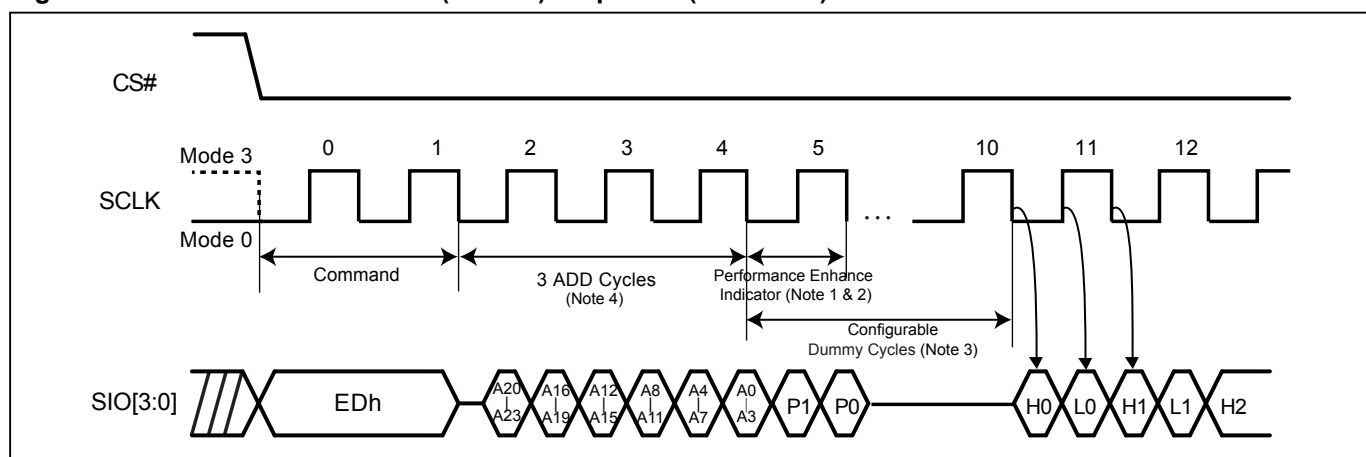 CS#
0 1 2 3 4 5 10 11 12
Mode 3
SCLK
...
Mode 0
Command
3 ADD Cycles
(Note 4)
Performance Enhance
Indicator (Note 1 & 2)
Configurable
Dummy Cycles (Note 3)
SIO[3:0]
EDh
A20 | A23
A16 | A19
A12 | A15
A8 | A11
A4 | A7
A0 | A3
P1 P0 H0 L0 H1 L1 H2